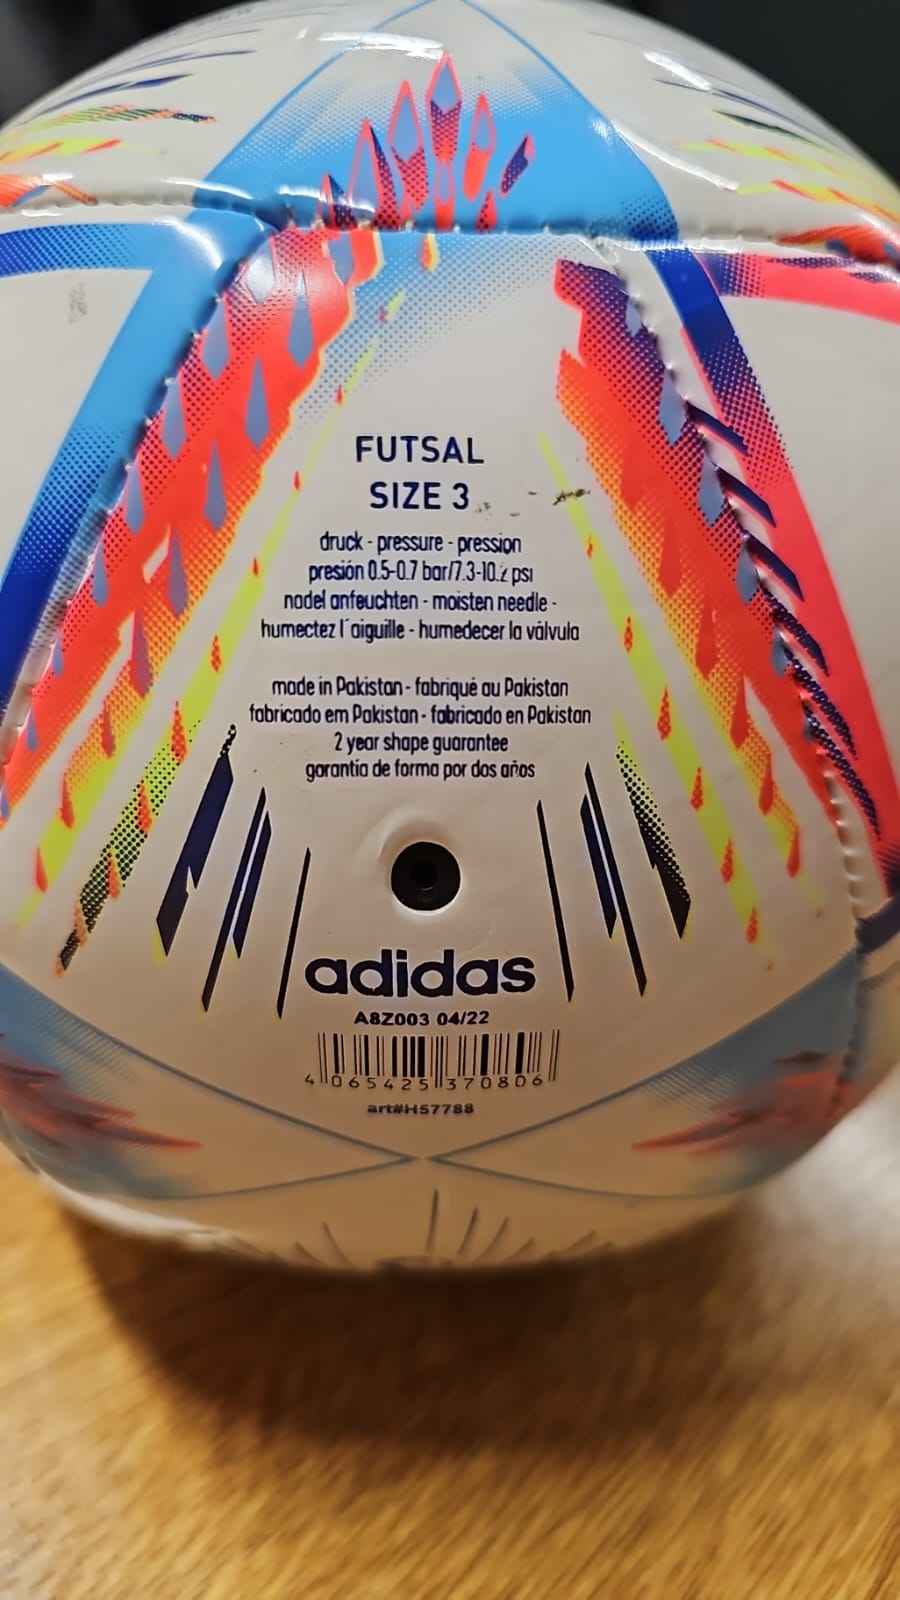 FUTSAL
SIZE 3
druck - pressure - pression
presión 0.5-0.7 bar/7.3-10.2 psi
nadel anfeuchten - moisten needle -
humectez l´aiguille - humedecer la válvula
made in Pakistan - fabriqué au Pakistan
fabricado em Pakistan - fabricado en Pakistan
2 year shape guarantee
garantía de forma por dos años
adidas
A8Z003 04/22
4 065425 370806
art#H57788